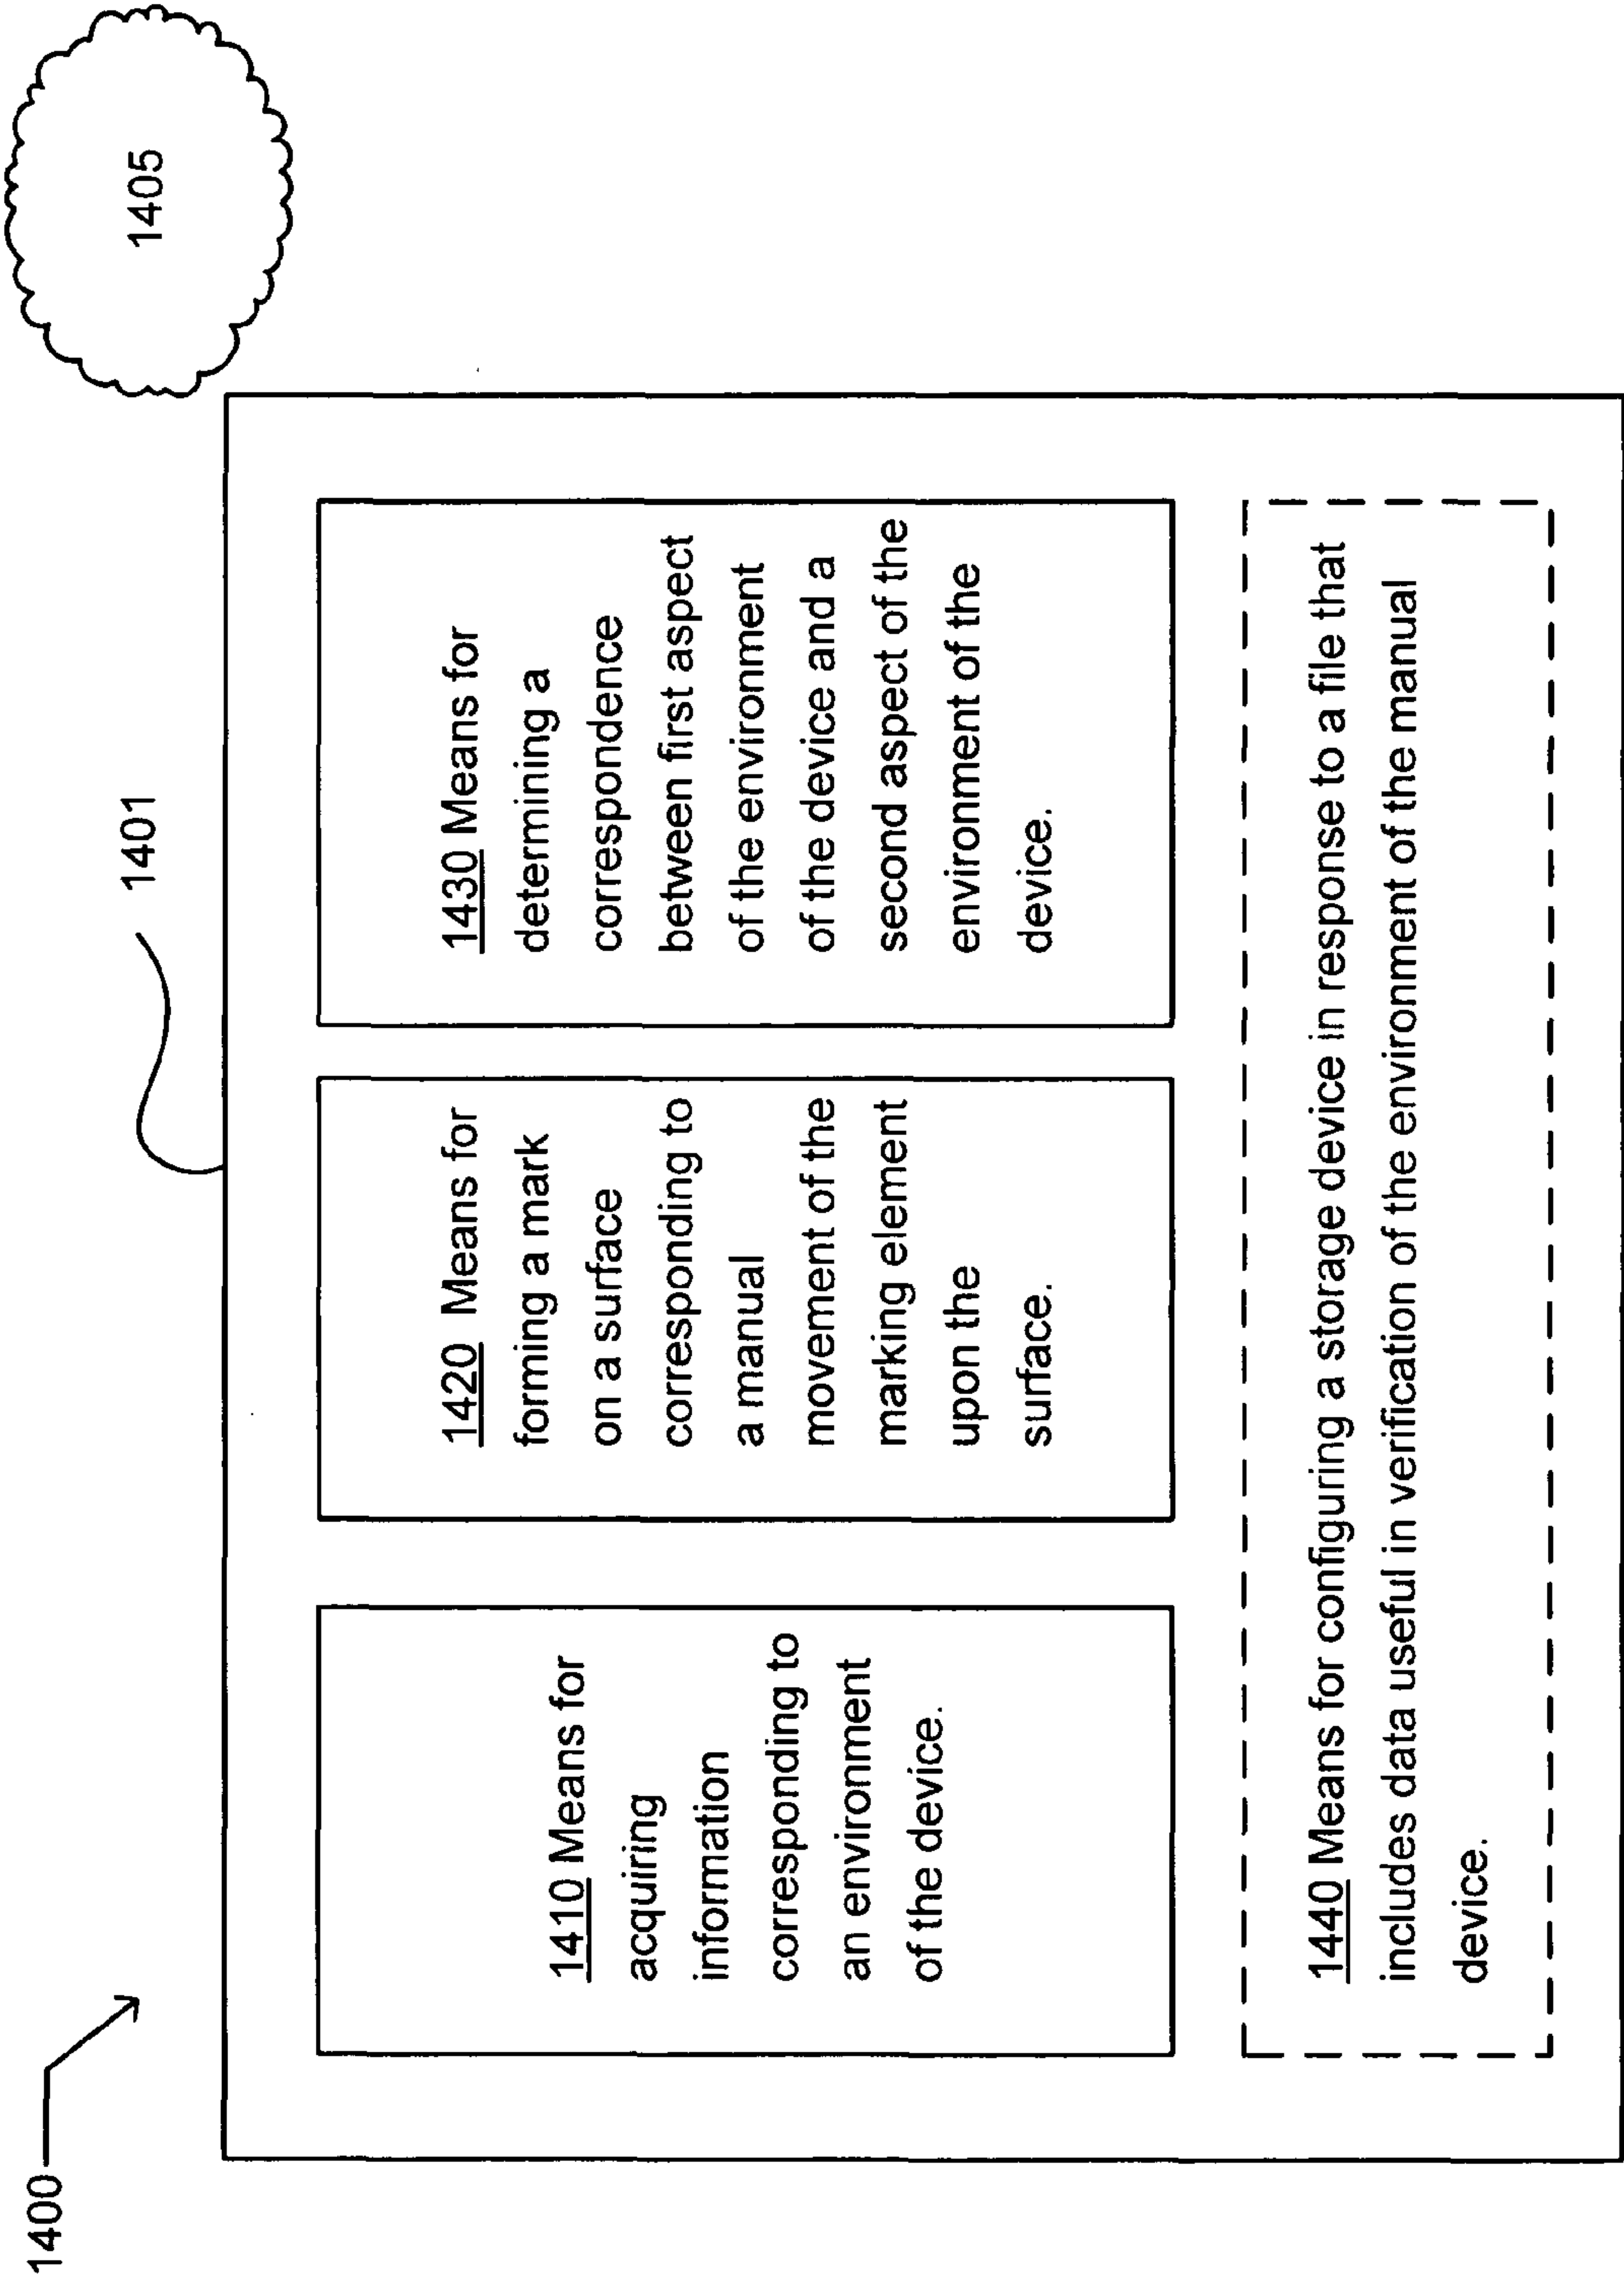 1400
1401
1405
1410 Means for
acquiring
information
corresponding to
an environment
of the device.
1420 Means for
forming a mark
on a surface
corresponding to
a manual
movement of the
marking element
upon the
surface.
1430 Means for
determining a
correspondence
between first aspect
of the environment
of the device and a
second aspect of the
environment of the
device.
1440 Means for configuring a storage device in response to a file that
includes data useful in verification of the environment of the manual
device.